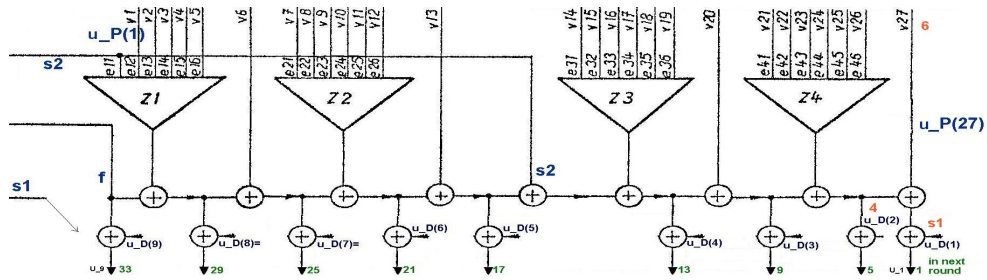 v1 v2 v3 v4 v5 v6 v7 v8 v9 v10 v11 v12 v13 v14 v15 v16 v17 v18 v19 v20 v21 v22 v23 v24 v25 v26 v27
6
u_P(1)
s2
e11 e12 e13 e14 e15 e16 e21 e22 e23 e24 e25 e26 e31 e32 e33 e34 e35 e36 e41 e42 e43 e44 e45 e46
Z1 Z2 Z3 Z4
u_P(27)
s2
s1 f
4
s1
u_D(9) u_D(8)= u_D(7)= u_D(6) u_D(5) u_D(4) u_D(3) u_D(2) u_D(1)
in next
u_9 33 29 25 21 17 13 9 5 u_1 1 round